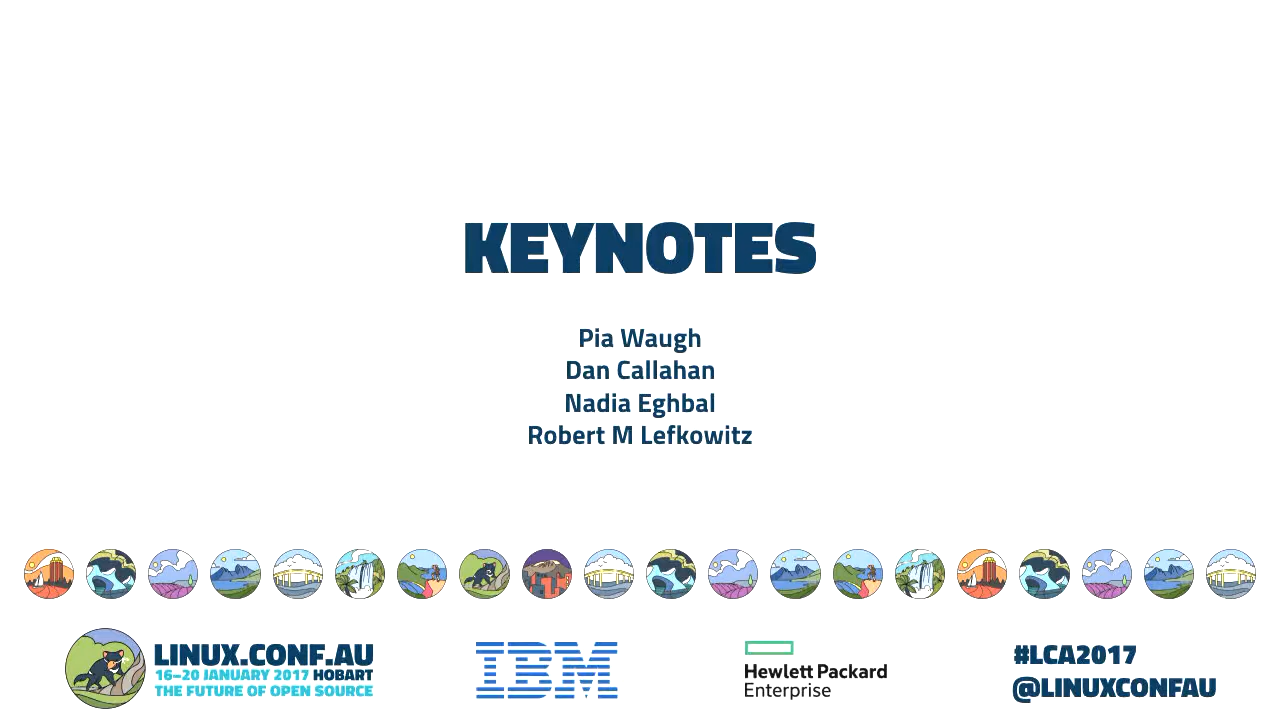 KEYNOTES
Pia Waugh
Dan Callahan
Nadia Eghbal
Robert M Lefkowitz
LINUX.CONF.AU
16–20 JANUARY 2017 HOBART
THE FUTURE OF OPEN SOURCE
IBM
Hewlett Packard
Enterprise
#LCA2017
@LINUXCONFAU